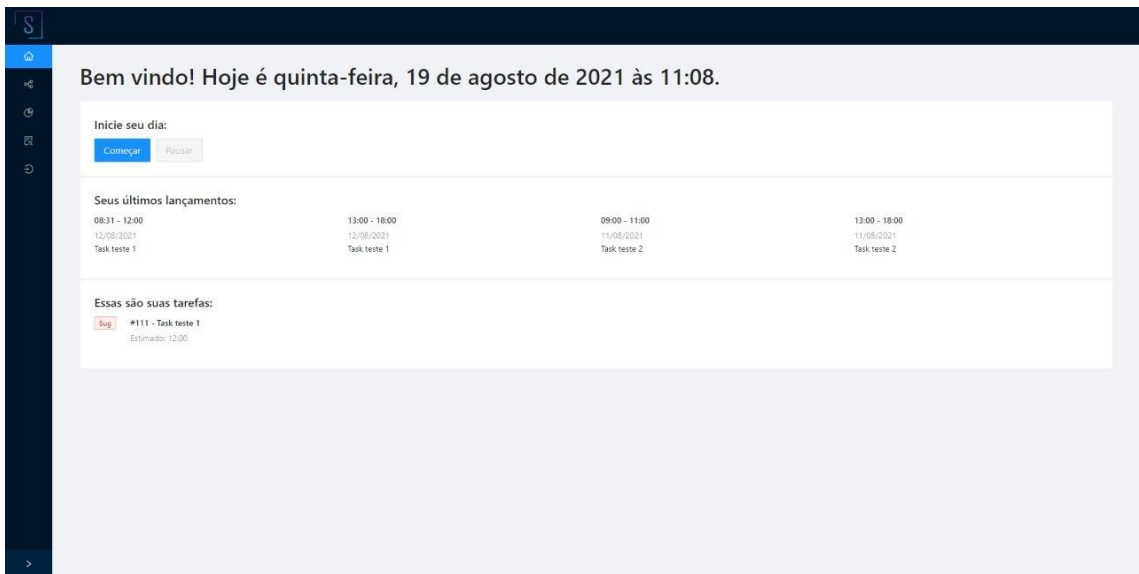 S
Bem vindo! Hoje é quinta-feira, 19 de agosto de 2021 às 11:08.
Inicie seu dia:
Começar Pausar
Seus últimos lançamentos:
08:31 - 12:00 13:00 - 18:00 09:00 - 11:00 13:00 - 18:00
12/08/2021 12/08/2021 11/08/2021 11/08/2021
Task teste 1 Task teste 1 Task teste 2 Task teste 2
Essas são suas tarefas:
Bug #111 - Task teste 1
Estimado: 12:00